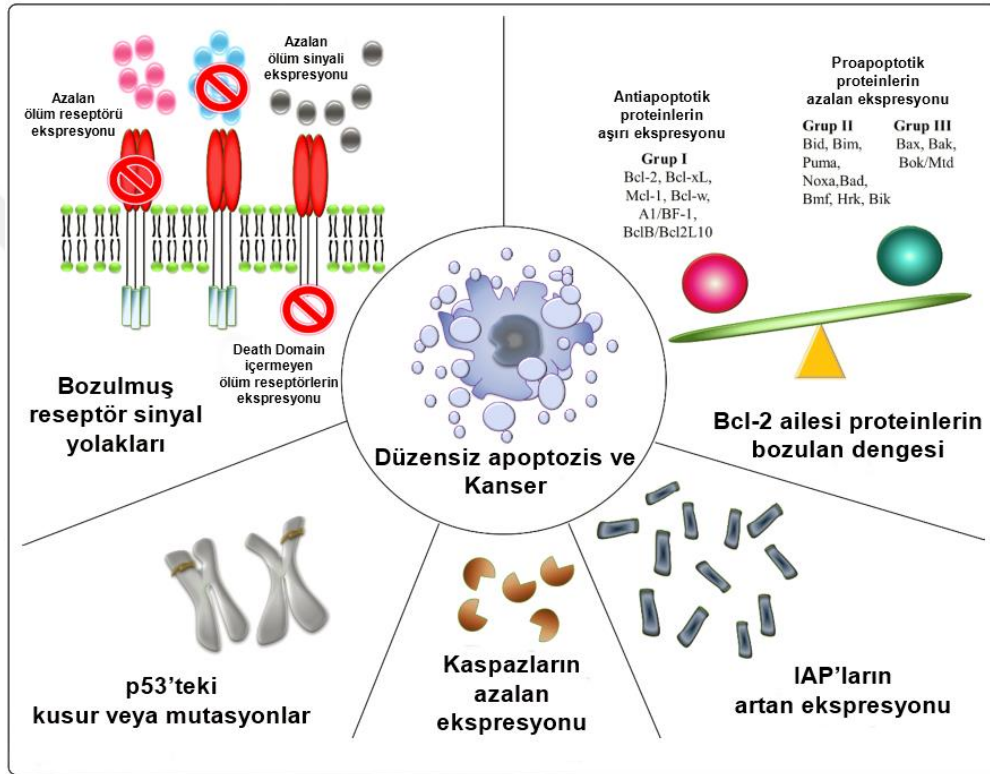 Azalan
ölüm sinyali
ekspresyonu
Azalan
ölüm reseptörü
ekspresyonu
Death Domain
içermeyen
ölüm reseptörlerin
ekspresyonu
Bozulmuş
reseptör sinyal
yolakları
Antiapoptotik
proteinlerin
aşırı ekspresyonu
Grup I
Bcl-2, Bcl-xL,
Mcl-1, Bcl-w,
A1/BF-1,
BclB/Bcl2L10
Proapoptotik
proteinlerin
azalan ekspresyonu
Grup II
Bid, Bim,
Puma,
Noxa,Bad,
Bmf, Hrk, Bik
Grup III
Bax, Bak,
Bok/Mtd
Bcl-2 ailesi proteinlerin
bozulan dengesi
Düzensiz apoptozis ve
Kanser
p53’teki
kusur veya mutasyonlar
Kaspazların
azalan
ekspresyonu
IAP’ların
artan ekspresyonu